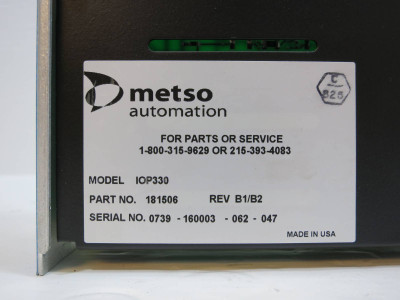 C
525
metso
automation
FOR PARTS OR SERVICE
1-800-315-9629 OR 215-393-4083
MODEL IOP330
PART NO. 181506 REV B1/B2
SERIAL NO. 0739 - 160003 - 062 - 047
MADE IN USA